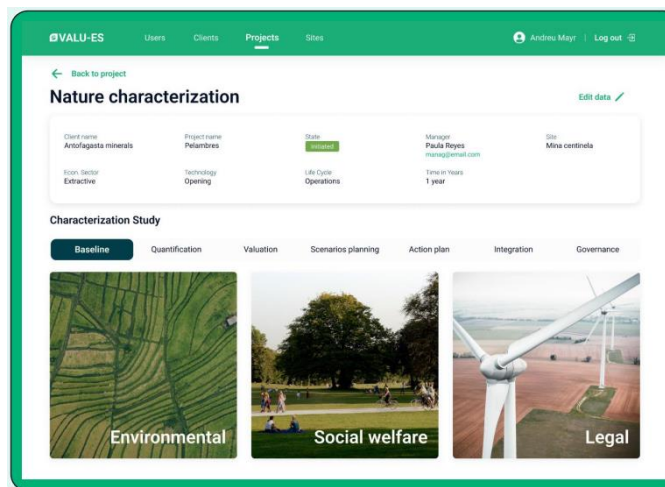 VALU-ES Users Clients Projects Sites Andreu Mayr | Log out
Back to project
Nature characterization
Edit data
Client name Project name State Manager Site
Antofagasta minerals Pelambres Initiated Paula Reyes Mina centinela
manag@email.com
Econ. Sector Technology Life Cycle Time in Years
Extractive Opening Operations 1 year
Characterization Study
Baseline Quantification Valuation Scenarios planning Action plan Integration Governance
Environmental Social welfare Legal